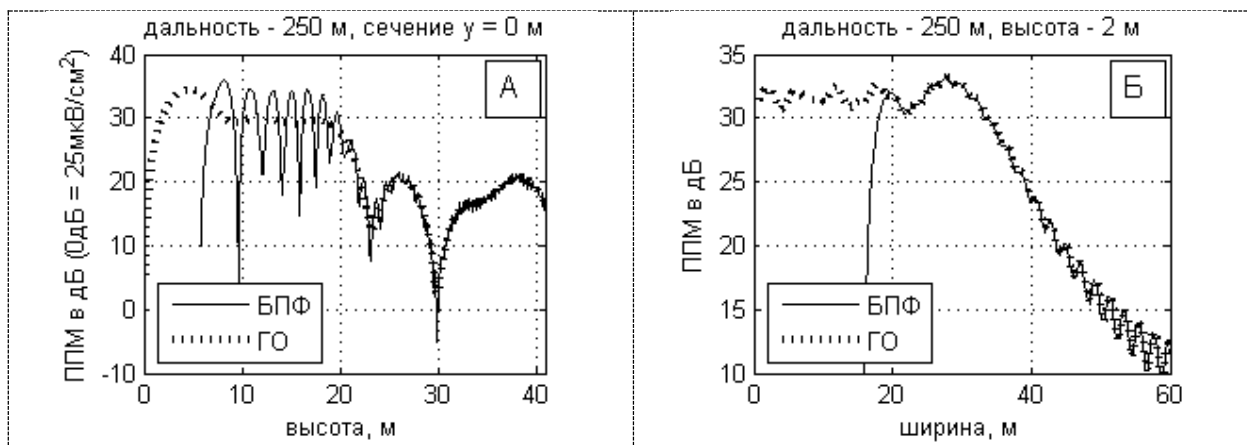 дальность - 250 м, сечение y = 0 м
А
ППМ в дБ (0дБ = 25мкВ/см²)
40
30
20
10
0
-10
БПФ
ГО
0 10 20 30 40
высота, м
дальность - 250 м, высота - 2 м
Б
ППМ в дБ
35
30
25
20
15
10
БПФ
ГО
0 20 40 60
ширина, м